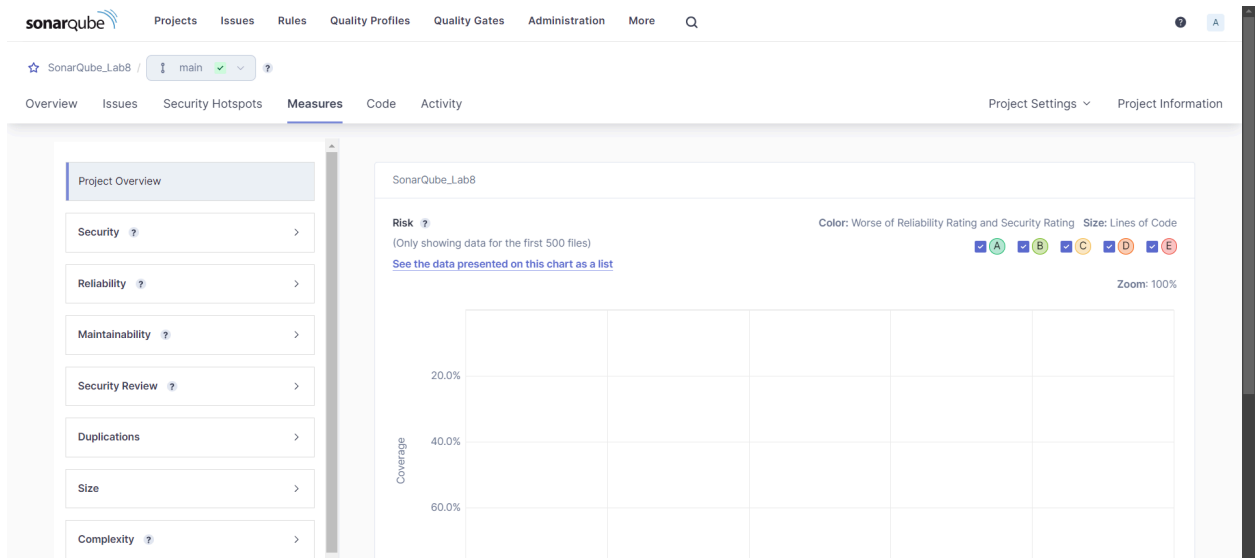 sonarqube Projects Issues Rules Quality Profiles Quality Gates Administration More ? A
SonarQube_Lab8 / main ?
Overview Issues Security Hotspots Measures Code Activity Project Settings Project Information
Project Overview
Security ?
Reliability ?
Maintainability ?
Security Review ?
Duplications
Size
Complexity ?
SonarQube_Lab8
Risk ? Color: Worse of Reliability Rating and Security Rating Size: Lines of Code
(Only showing data for the first 500 files) A B C D E
See the data presented on this chart as a list
Zoom: 100%
20.0%
40.0%
60.0%
Coverage